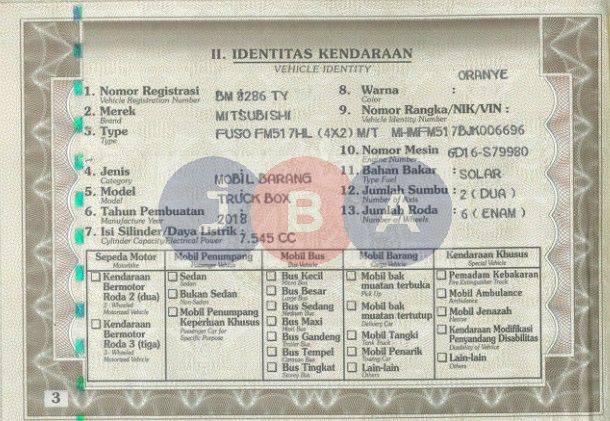 II. IDENTITAS KENDARAAN
VEHICLE IDENTITY
1. Nomor Registrasi BM 8286 TY
Vehicle Registration Number
2. Merek MITSUBISHI
Brand
3. Type FUSO FM517HL (4X2) M/T
Type
4. Jenis MOBIL BARANG
Category
5. Model TRUCK BOX
Model
6. Tahun Pembuatan : 2018
Manufacture Year
7. Isi Silinder/Daya Listrik : 7.545 CC
Cylinder Capacity/Electrical Power
8. Warna : ORANYE
Color
9. Nomor Rangka/NIK/VIN : MHMFM517BJK006696
Vehicle Identity Number
10. Nomor Mesin 6D16-S79980
Engine Number
11. Bahan Bakar : SOLAR
Type Fuel
12. Jumlah Sumbu : 2 ( DUA )
Number of Axis
13. Jumlah Roda : 6 ( ENAM )
Number of Wheels
SBA
Sepeda Motor
Motorbike
Kendaraan Bermotor Roda 2 (dua)
2 - Wheeled
Motorized Vehicle
Kendaraan Bermotor Roda 3 (tiga)
3 - Wheeled
Motorized Vehicle
Mobil Penumpang
Passenger Car
Sedan
Sedan
Bukan Sedan
Non-Sedan
Mobil Penumpang Keperluan Khusus
Passenger Car for
Specific Purpose
Mobil Bus
Bus Vehicle
Bus Kecil
Micro Bus
Bus Besar
Large Bus
Bus Sedang
Medium Bus
Bus Maxi
Maxi Bus
Bus Gandeng
Trailer Bus
Bus Tempel
Caravan Bus
Bus Tingkat
Storey Bus
Mobil Barang
Large Vehicle
Mobil bak muatan terbuka
Pick Up
Mobil bak muatan tertutup
Delivery Car
Mobil Tangki
Tank Truck
Mobil Penarik
Towing Car
Lain-lain
Others
Kendaraan Khusus
Special Vehicle
Pemadam Kebakaran
Fire Extinguisher Truck
Mobil Ambulance
Ambulance
Mobil Jenazah
Hearse
Kendaraan Modifikasi Penyandang Disabilitas
Disability of Vehicle
Lain-lain
Others
3